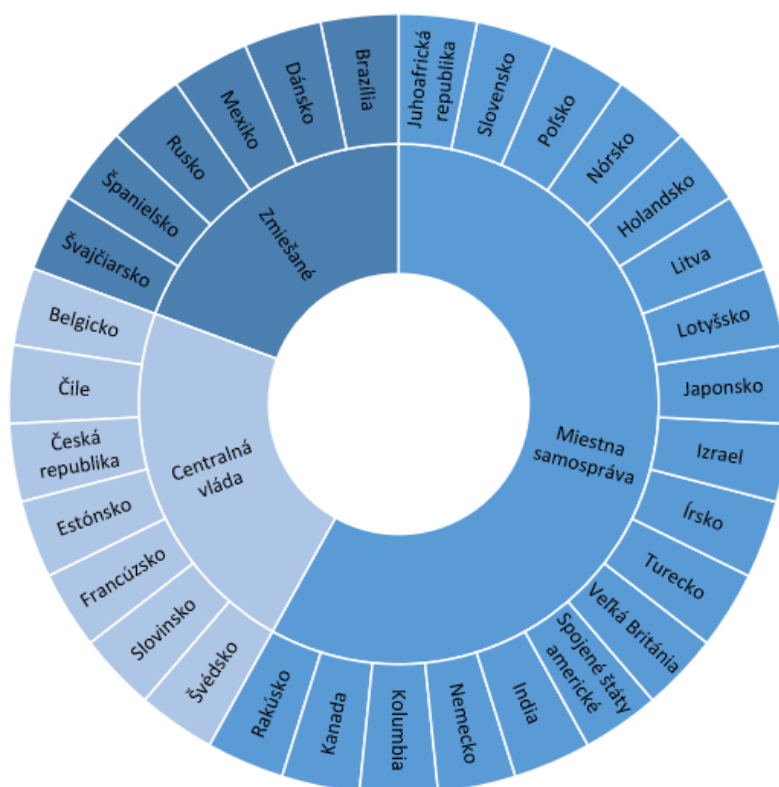 Miestna
samospráva
Juhoafrická
republika
Slovensko
Poľsko
Nórsko
Holandsko
Litva
Lotyšsko
Japonsko
Izrael
Írsko
Turecko
Veľká Británia
Spojené štáty
americké
India
Nemecko
Kolumbia
Kanada
Rakúsko
Centralná
vláda
Švédsko
Slovinsko
Francúzsko
Estónsko
Česká
republika
Čile
Belgicko
Zmiešané
Švajčiarsko
Španielsko
Rusko
Mexiko
Dánsko
Brazília